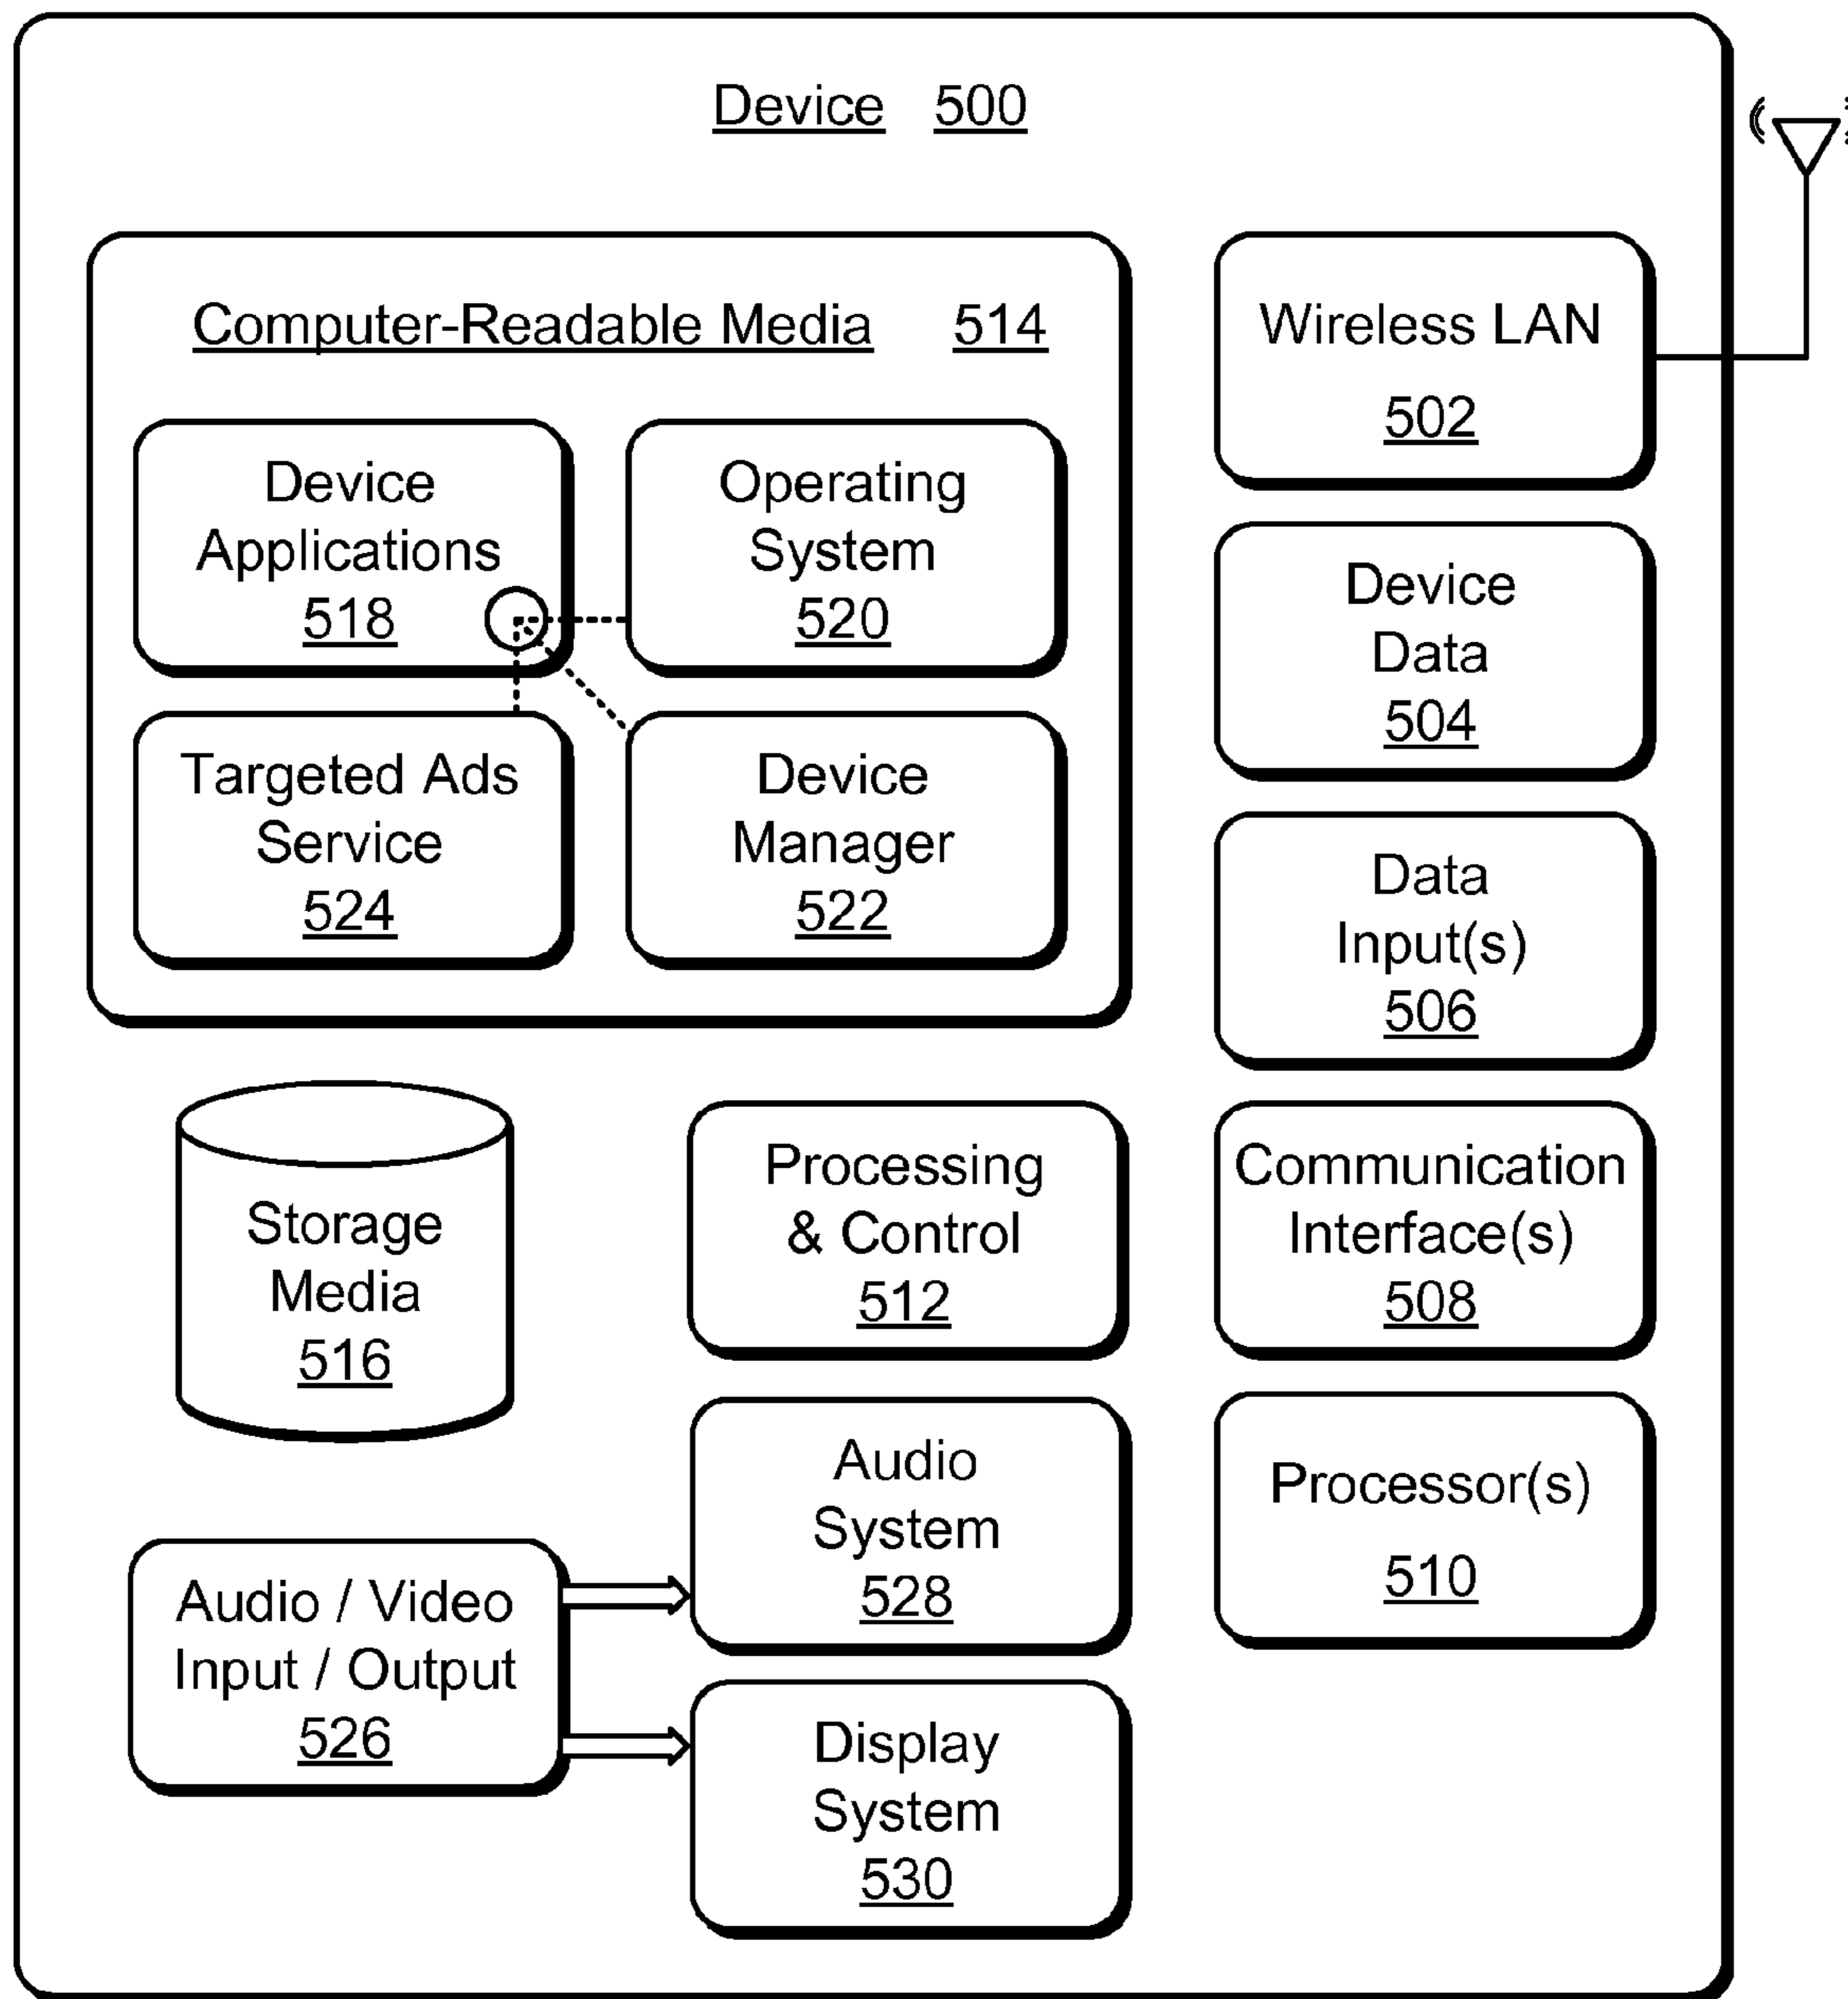 Device 500
Computer-Readable Media 514
Device
Applications
518
Operating
System
520
Targeted Ads
Service
524
Device
Manager
522
Wireless LAN
502
Device
Data
504
Data
Input(s)
506
Storage
Media
516
Processing
& Control
512
Communication
Interface(s)
508
Audio
System
528
Processor(s)
510
Audio / Video
Input / Output
526
Display
System
530